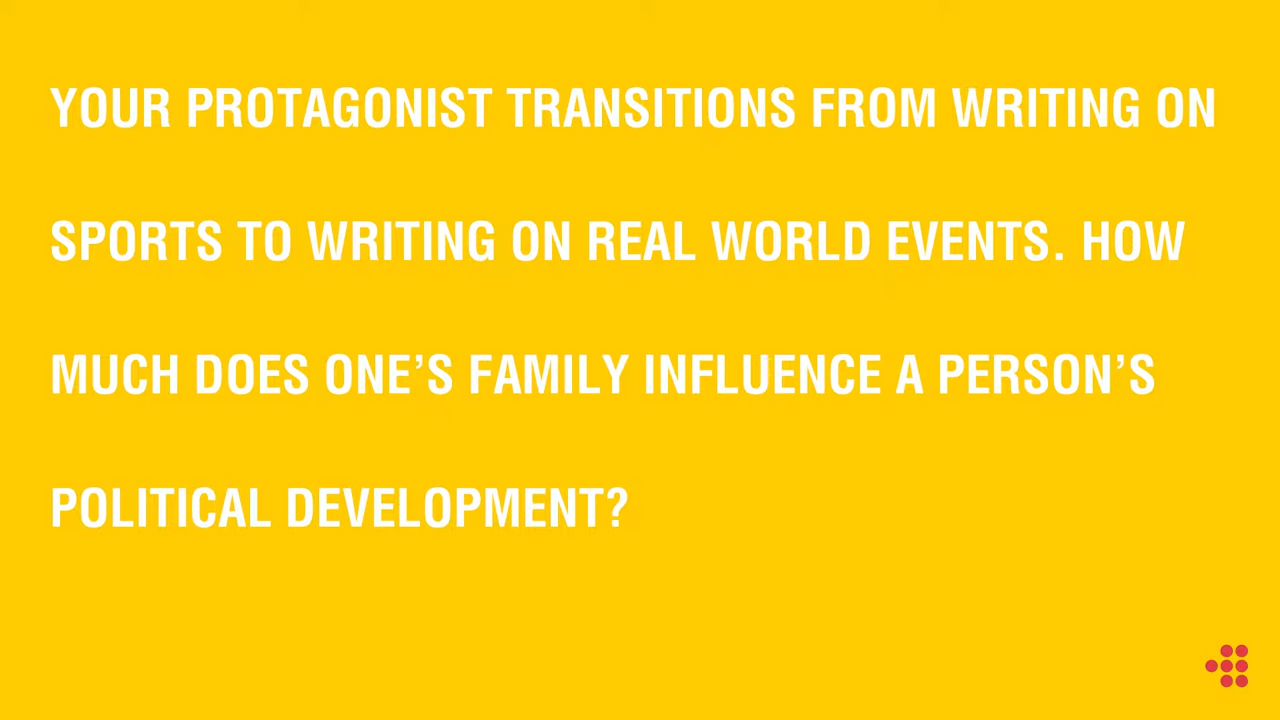 YOUR PROTAGONIST TRANSITIONS FROM WRITING ON
SPORTS TO WRITING ON REAL WORLD EVENTS. HOW
MUCH DOES ONE’S FAMILY INFLUENCE A PERSON’S
POLITICAL DEVELOPMENT?